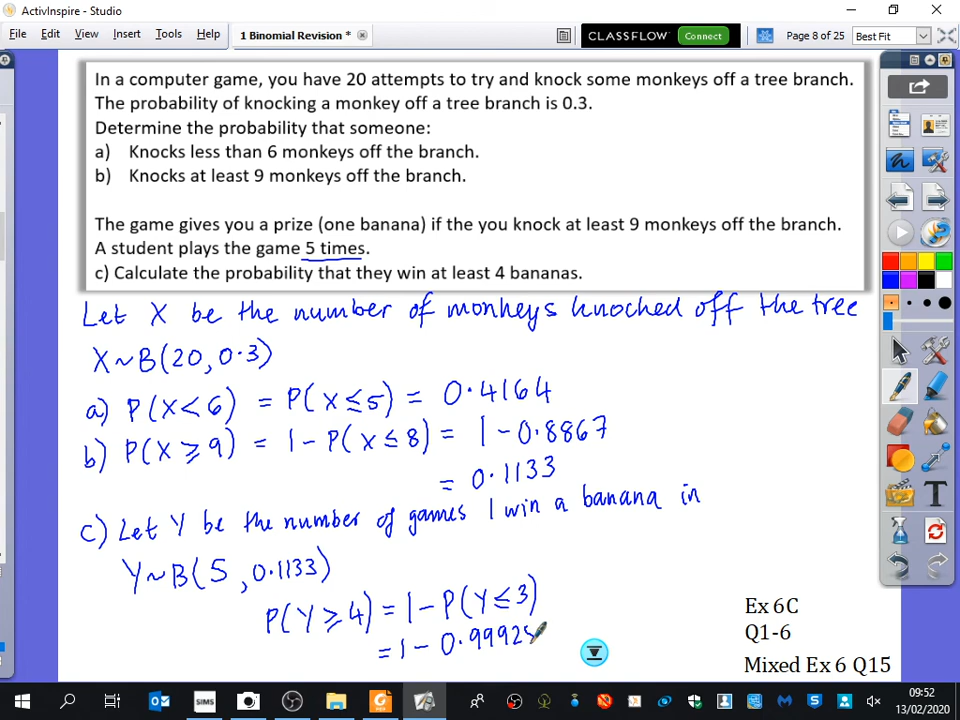 ActivInspire - Studio
File Edit View Insert Tools Help
1 Binomial Revision *
CLASSFLOW Connect
Page 8 of 25
Best Fit
In a computer game, you have 20 attempts to try and knock some monkeys off a tree branch.
The probability of knocking a monkey off a tree branch is 0.3.
Determine the probability that someone:
a) Knocks less than 6 monkeys off the branch.
b) Knocks at least 9 monkeys off the branch.
The game gives you a prize (one banana) if the you knock at least 9 monkeys off the branch.
A student plays the game 5 times.
c) Calculate the probability that they win at least 4 bananas.
Let X be the number of monkeys knocked off the tree
X~B(20, 0.3)
a) P(X<6) = P(X≤5) = 0.4164
b) P(X≥9) = 1-P(X≤8) = 1-0.8867
= 0.1133
c) Let Y be the number of games I win a banana in
Y~B(5, 0.1133)
P(Y≥4) = 1-P(Y≤3)
=1-0.99925
Ex 6C
Q1-6
Mixed Ex 6 Q15
SIMS
09:52
13/02/2020